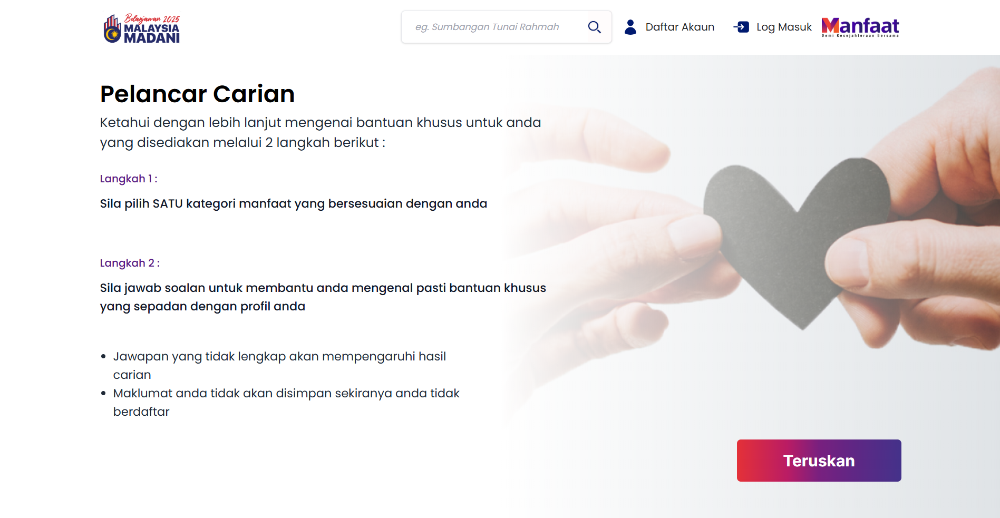 Belanjawan 2025
MALAYSIA
MADANI
eg. Sumbangan Tunai Rahmah
Daftar Akaun
Log Masuk
Manfaat
Demi Kesejahteraan Bersama
Pelancar Carian
Ketahui dengan lebih lanjut mengenai bantuan khusus untuk anda
yang disediakan melalui 2 langkah berikut :
Langkah 1 :
Sila pilih SATU kategori manfaat yang bersesuaian dengan anda
Langkah 2 :
Sila jawab soalan untuk membantu anda mengenal pasti bantuan khusus
yang sepadan dengan profil anda
• Jawapan yang tidak lengkap akan mempengaruhi hasil
carian
• Maklumat anda tidak akan disimpan sekiranya anda tidak
berdaftar
Teruskan